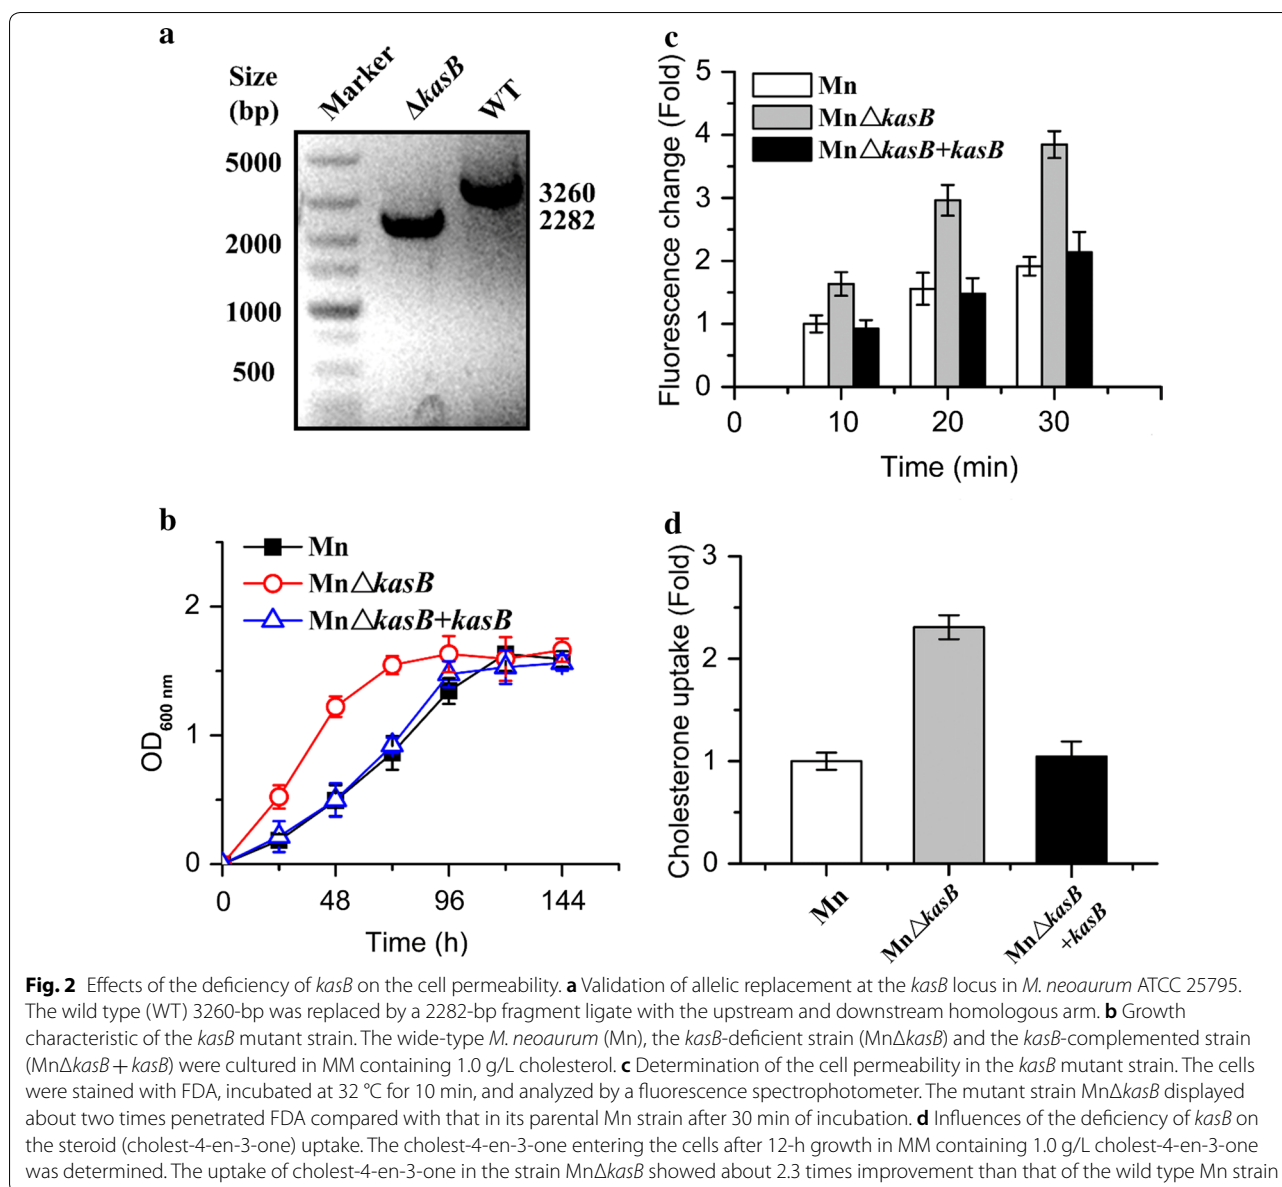 a
Size
(bp)
Marker
ΔkasB
WT
5000
2000
1000
500
3260
2282
c
Fluorescence change (Fold)
5
4
3
2
1
0
Mn
Mn△kasB
Mn△kasB+kasB
0
10
20
30
Time (min)
b
OD600 nm
2
1
0
Mn
Mn△kasB
Mn△kasB+kasB
0
48
96
144
Time (h)
d
Cholesterone uptake (Fold)
3
2
1
0
Mn
Mn△kasB
Mn△kasB
+kasB
Fig. 2 Effects of the deficiency of kasB on the cell permeability. a Validation of allelic replacement at the kasB locus in M. neoaurum ATCC 25795.
The wild type (WT) 3260-bp was replaced by a 2282-bp fragment ligate with the upstream and downstream homologous arm. b Growth
characteristic of the kasB mutant strain. The wide-type M. neoaurum (Mn), the kasB-deficient strain (MnΔkasB) and the kasB-complemented strain
(MnΔkasB + kasB) were cultured in MM containing 1.0 g/L cholesterol. c Determination of the cell permeability in the kasB mutant strain. The cells
were stained with FDA, incubated at 32 °C for 10 min, and analyzed by a fluorescence spectrophotometer. The mutant strain MnΔkasB displayed
about two times penetrated FDA compared with that in its parental Mn strain after 30 min of incubation. d Influences of the deficiency of kasB on
the steroid (cholest-4-en-3-one) uptake. The cholest-4-en-3-one entering the cells after 12-h growth in MM containing 1.0 g/L cholest-4-en-3-one
was determined. The uptake of cholest-4-en-3-one in the strain MnΔkasB showed about 2.3 times improvement than that of the wild type Mn strain